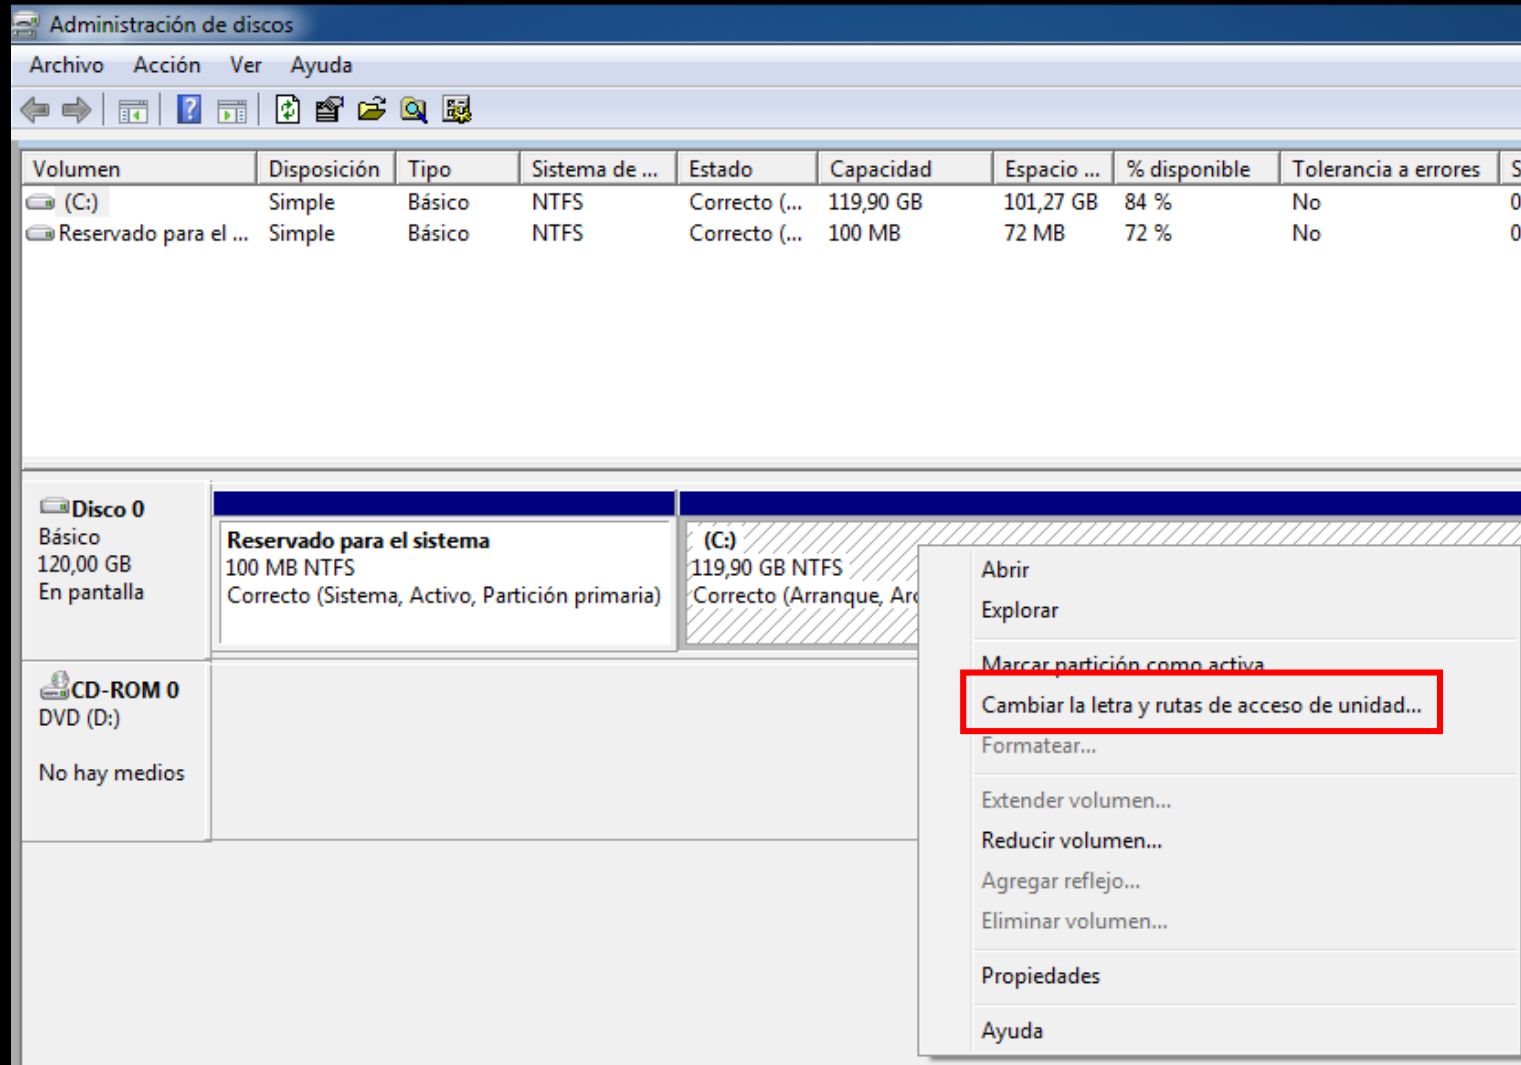 Administración de discos
Archivo Acción Ver Ayuda
Volumen Disposición Tipo Sistema de ... Estado Capacidad Espacio ... % disponible Tolerancia a errores S
(C:) Simple Básico NTFS Correcto (... 119,90 GB 101,27 GB 84 % No 0
Reservado para el ... Simple Básico NTFS Correcto (... 100 MB 72 MB 72 % No 0
Disco 0
Básico
120,00 GB
En pantalla
Reservado para el sistema
100 MB NTFS
Correcto (Sistema, Activo, Partición primaria)
(C:)
119,90 GB NTFS
Correcto (Arranque, Arc
CD-ROM 0
DVD (D:)
No hay medios
Abrir
Explorar
Marcar partición como activa
Cambiar la letra y rutas de acceso de unidad...
Formatear...
Extender volumen...
Reducir volumen...
Agregar reflejo...
Eliminar volumen...
Propiedades
Ayuda